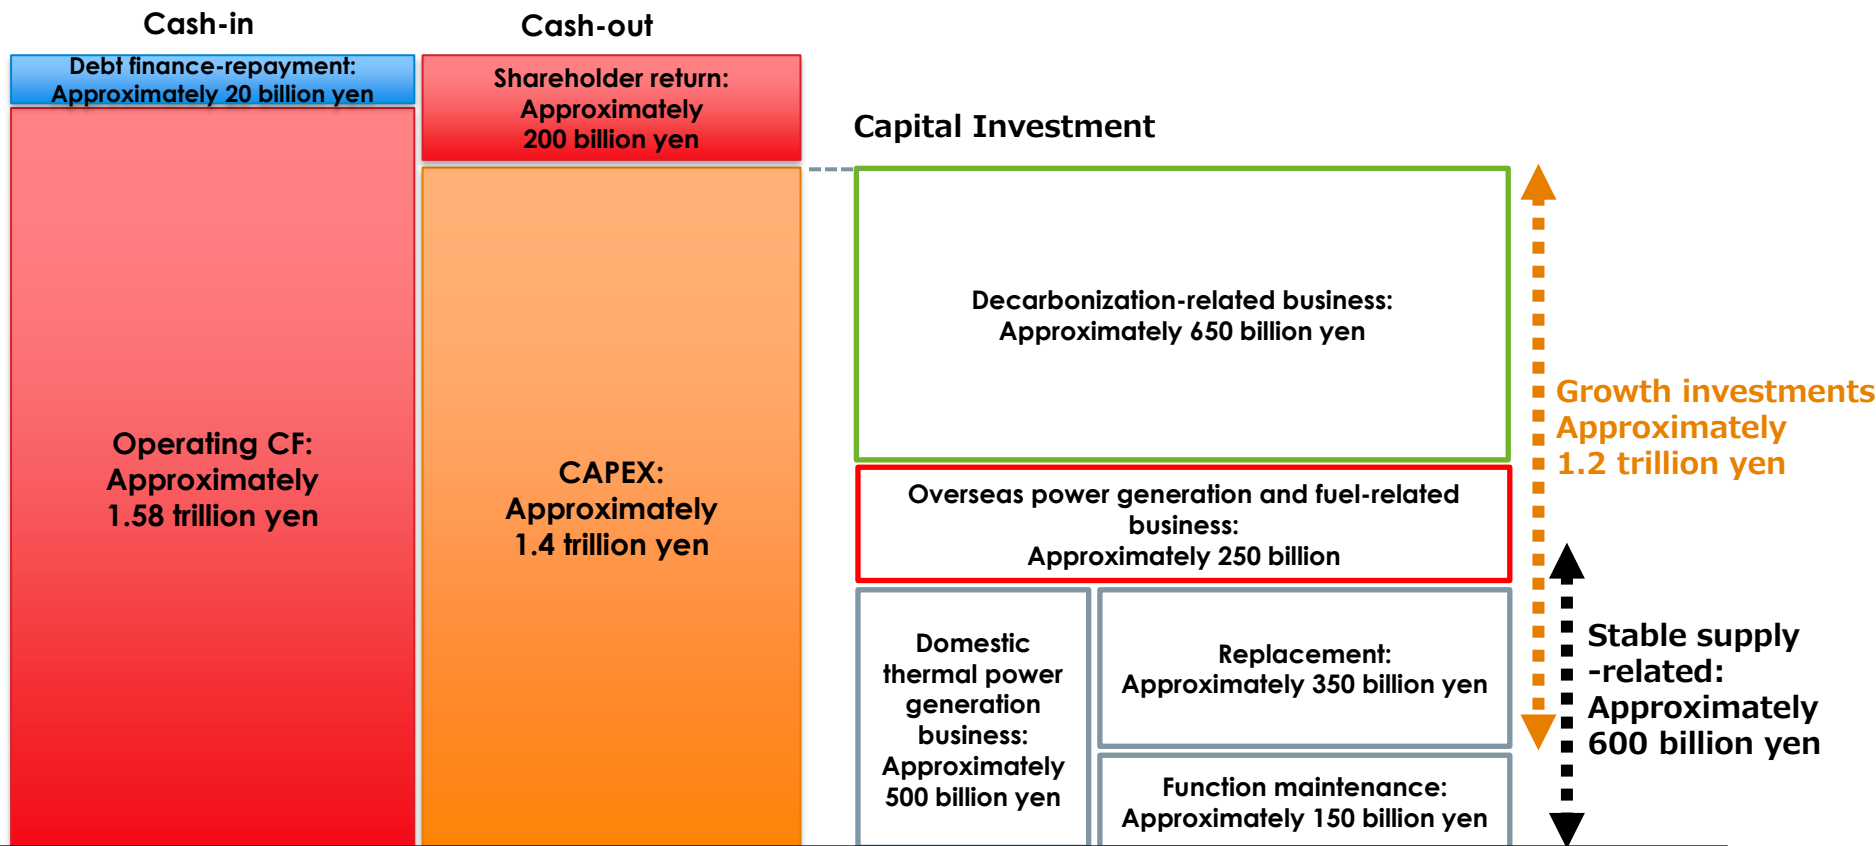 Cash-in
Debt finance-repayment:
Approximately 20 billion yen
Operating CF:
Approximately
1.58 trillion yen
Cash-out
Shareholder return:
Approximately
200 billion yen
CAPEX:
Approximately
1.4 trillion yen
Capital Investment
Decarbonization-related business:
Approximately 650 billion yen
Overseas power generation and fuel-related
business:
Approximately 250 billion
Domestic
thermal power
generation
business:
Approximately
500 billion yen
Replacement:
Approximately 350 billion yen
Function maintenance:
Approximately 150 billion yen
Growth investments
Approximately
1.2 trillion yen
Stable supply
-related:
Approximately
600 billion yen